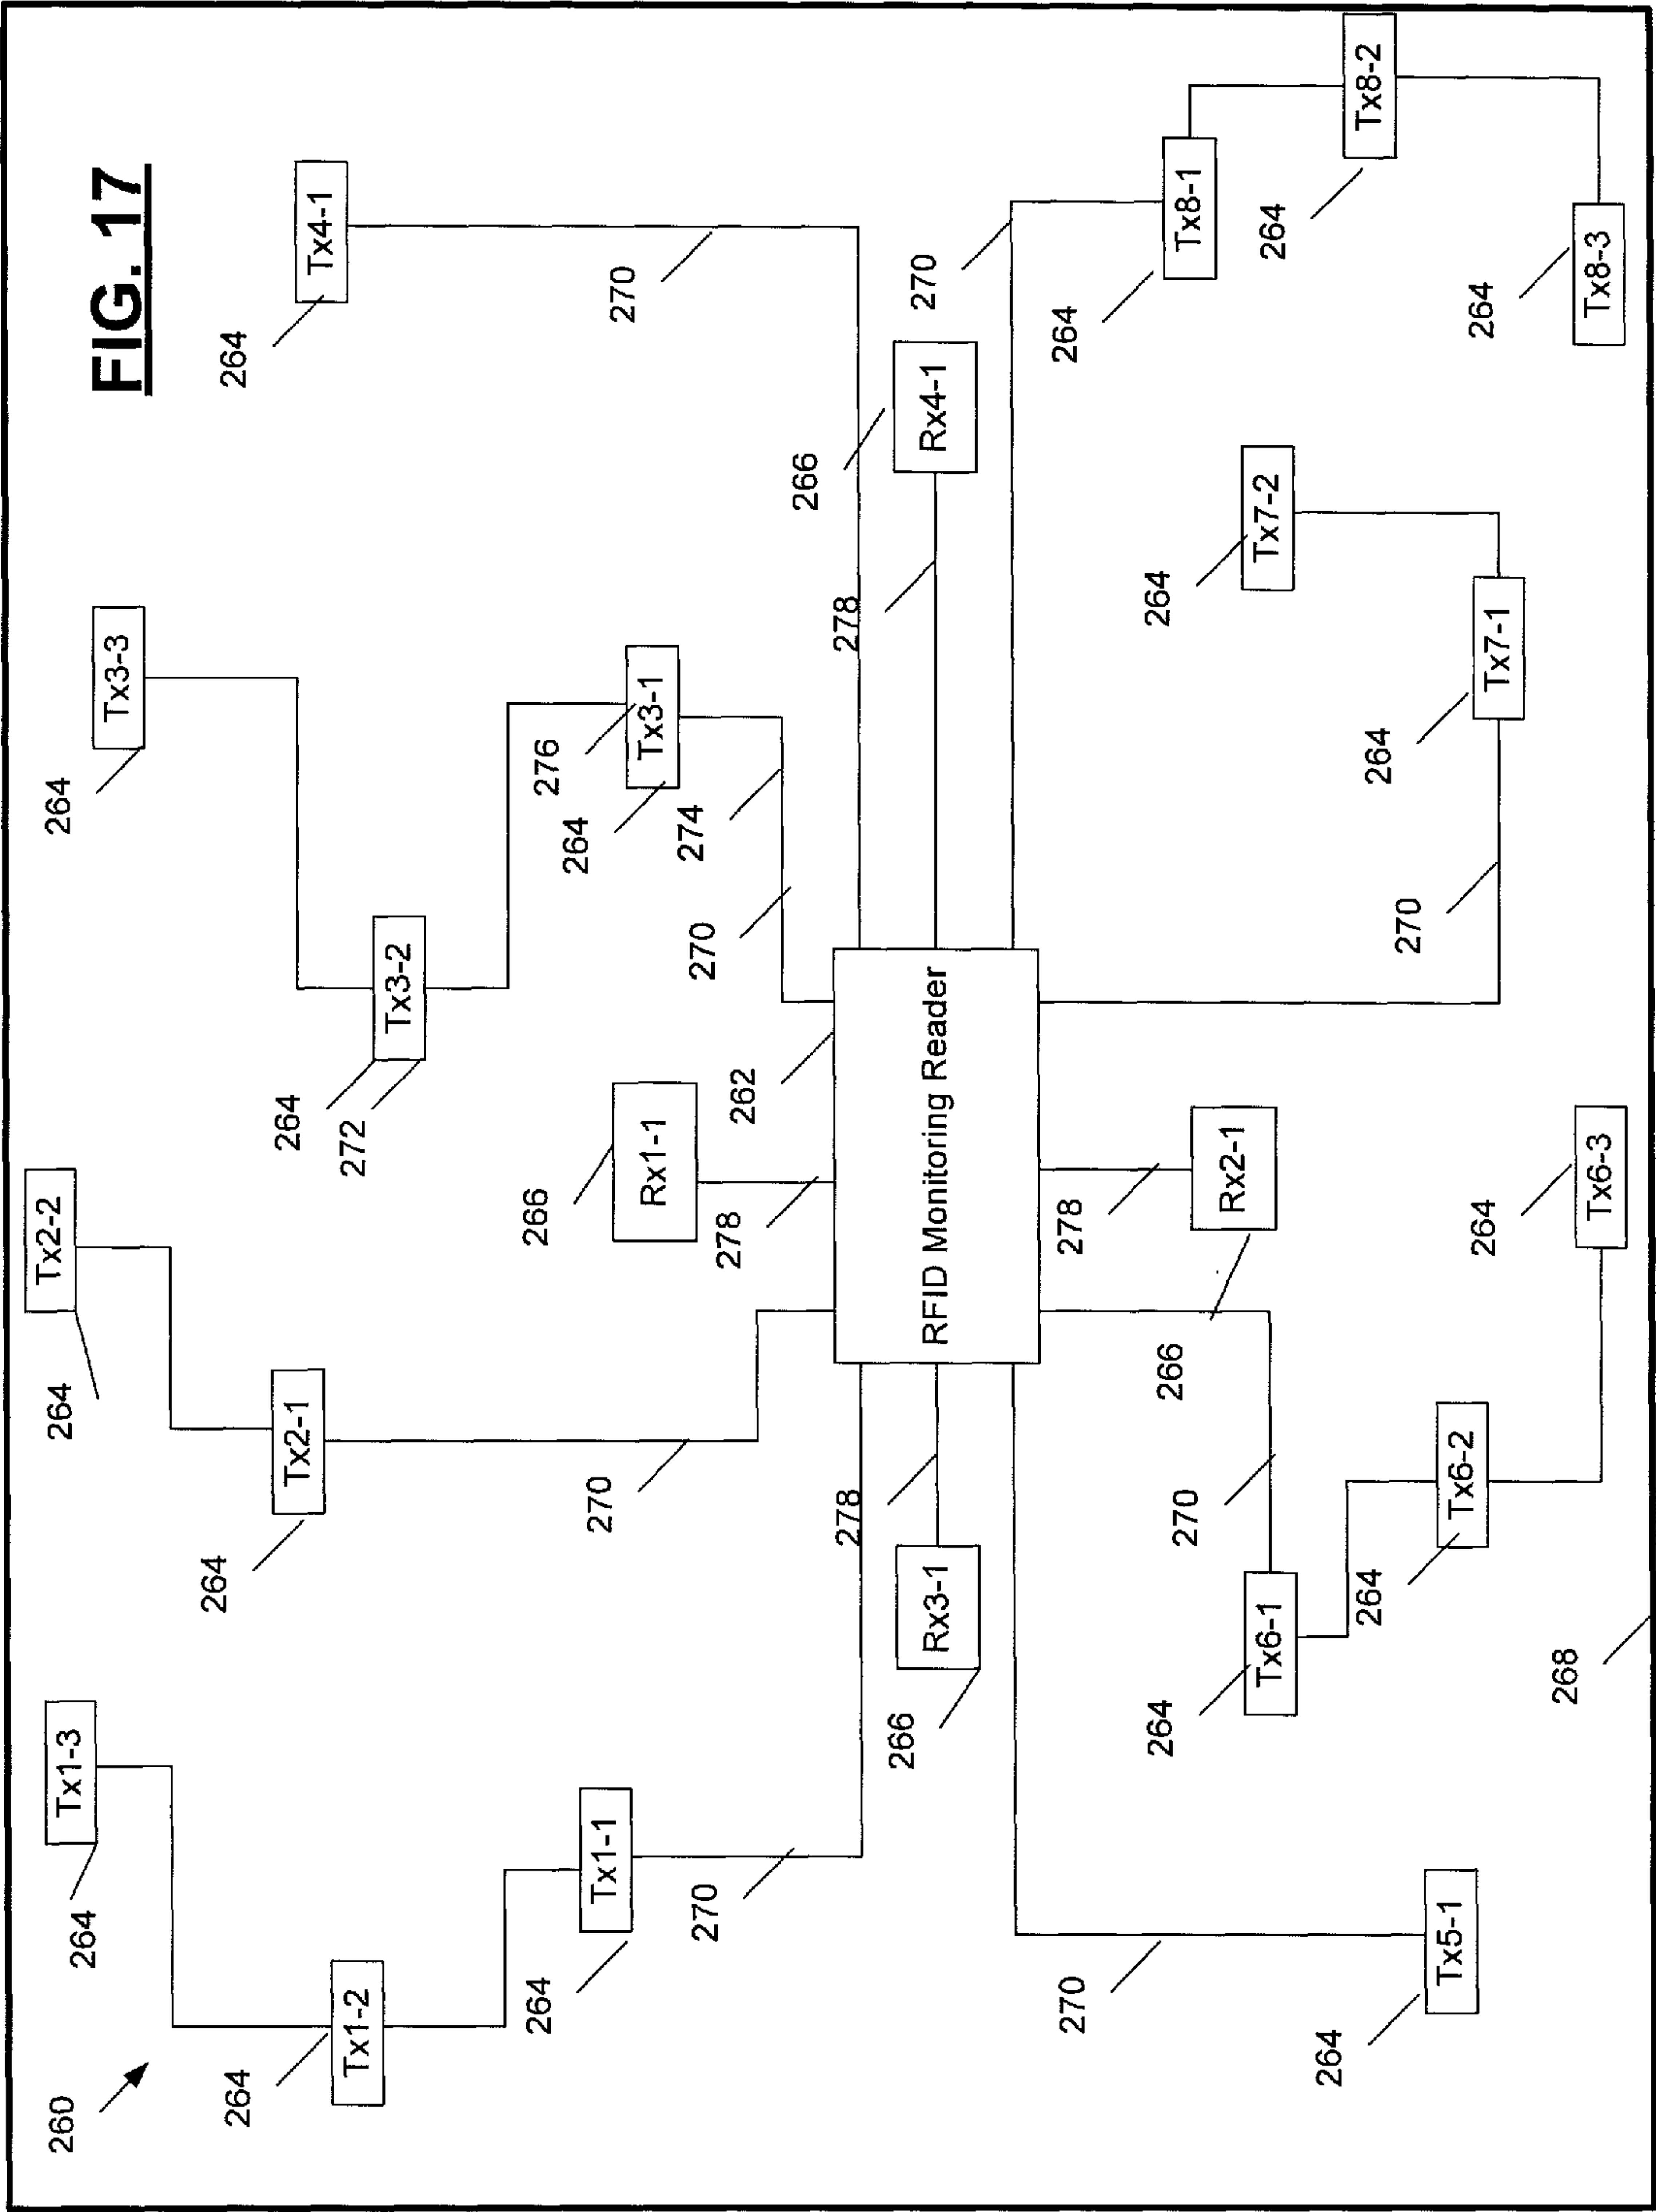 FIG. 17
260
264
Tx1-3
264
Tx1-2
264
Tx1-1
270
264
Tx2-2
264
Tx2-1
270
264
Tx3-3
264
272
Tx3-2
276
264
Tx3-1
274
270
264
Tx4-1
270
266
Rx1-1
278
262
RFID Monitoring Reader
278
Rx3-1
266
266
Rx4-1
278
270
264
Tx8-1
264
Tx8-2
264
Tx8-3
278
Rx2-1
266
270
264
Tx6-1
264
Tx6-2
264
Tx6-3
270
264
Tx5-1
264
Tx7-2
264
Tx7-1
270
268